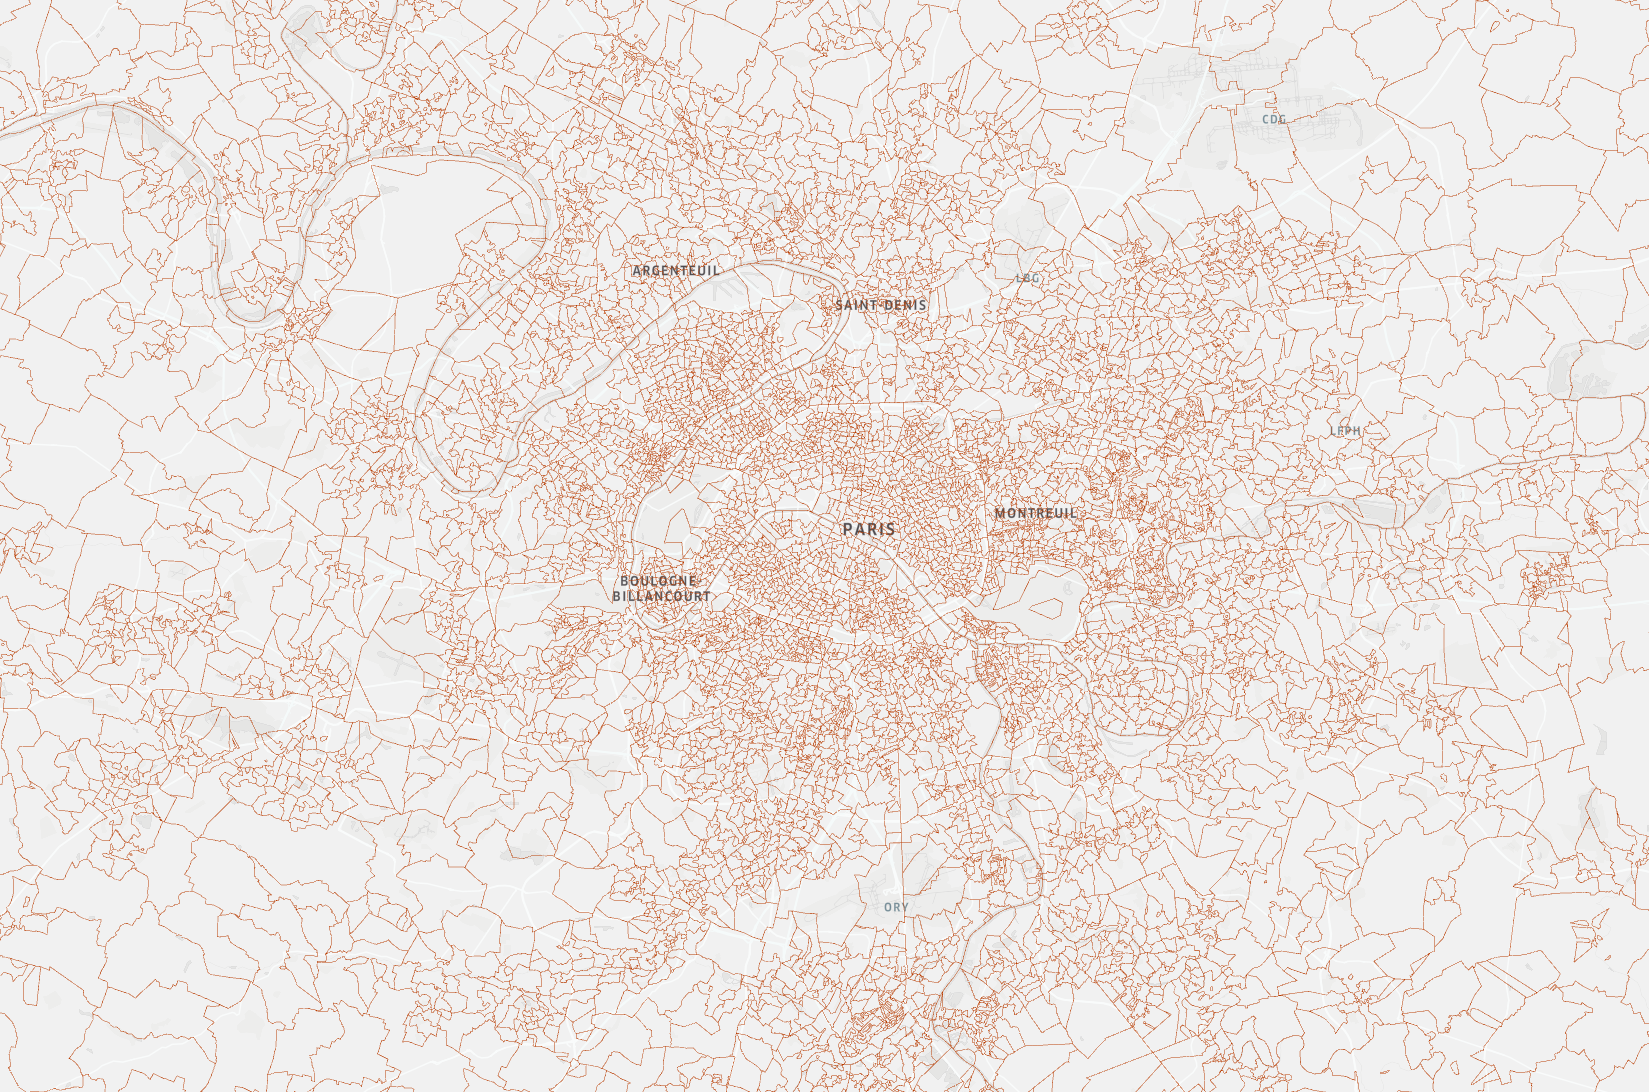 CDG
ARGENTEUIL
LBG
SAINT-DENIS
LFPH
MONTREUIL
PARIS
BOULOGNE-
BILLANCOURT
ORY